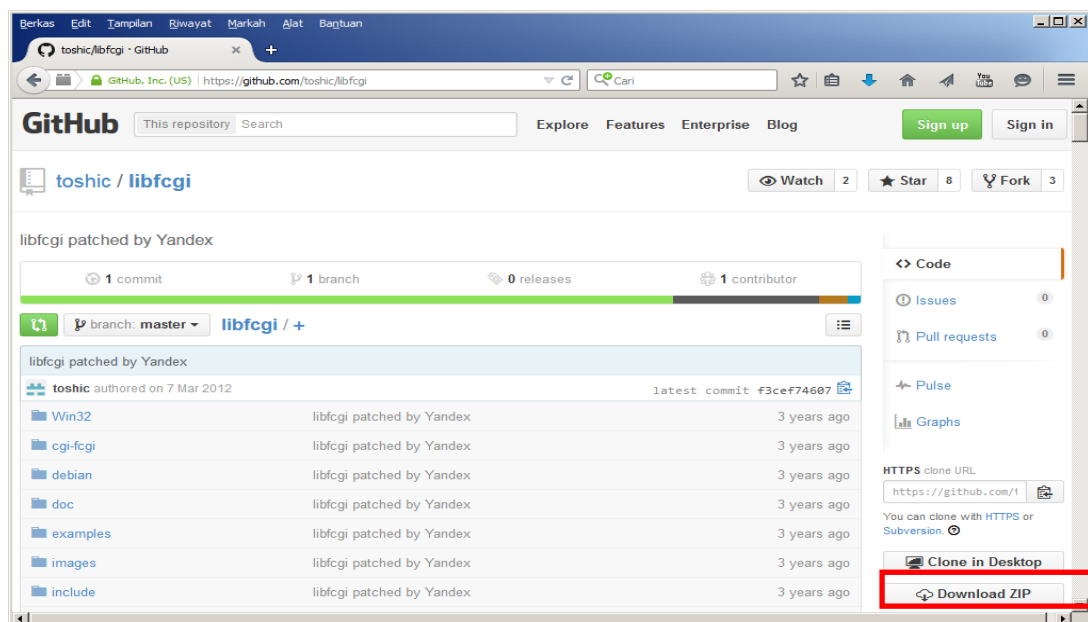 Berkas Edit Tampilan Riwayat Markah Alat Bantuan
toshic/libfcgi · GitHub × +
GitHub, Inc. (US) https://github.com/toshic/libfcgi Cari You Tube
GitHub This repository Search Explore Features Enterprise Blog Sign up Sign in
toshic / libfcgi Watch 2 Star 8 Fork 3
libfcgi patched by Yandex
1 commit 1 branch 0 releases 1 contributor
branch: master libfcgi / +
libfcgi patched by Yandex
toshic authored on 7 Mar 2012 latest commit f3cef74607
Win32 libfcgi patched by Yandex 3 years ago
cgi-fcgi libfcgi patched by Yandex 3 years ago
debian libfcgi patched by Yandex 3 years ago
doc libfcgi patched by Yandex 3 years ago
examples libfcgi patched by Yandex 3 years ago
images libfcgi patched by Yandex 3 years ago
include libfcgi patched by Yandex 3 years ago
<> Code
Issues 0
Pull requests 0
Pulse
Graphs
HTTPS clone URL
https://github.com/t
You can clone with HTTPS or
Subversion.
Clone in Desktop
Download ZIP